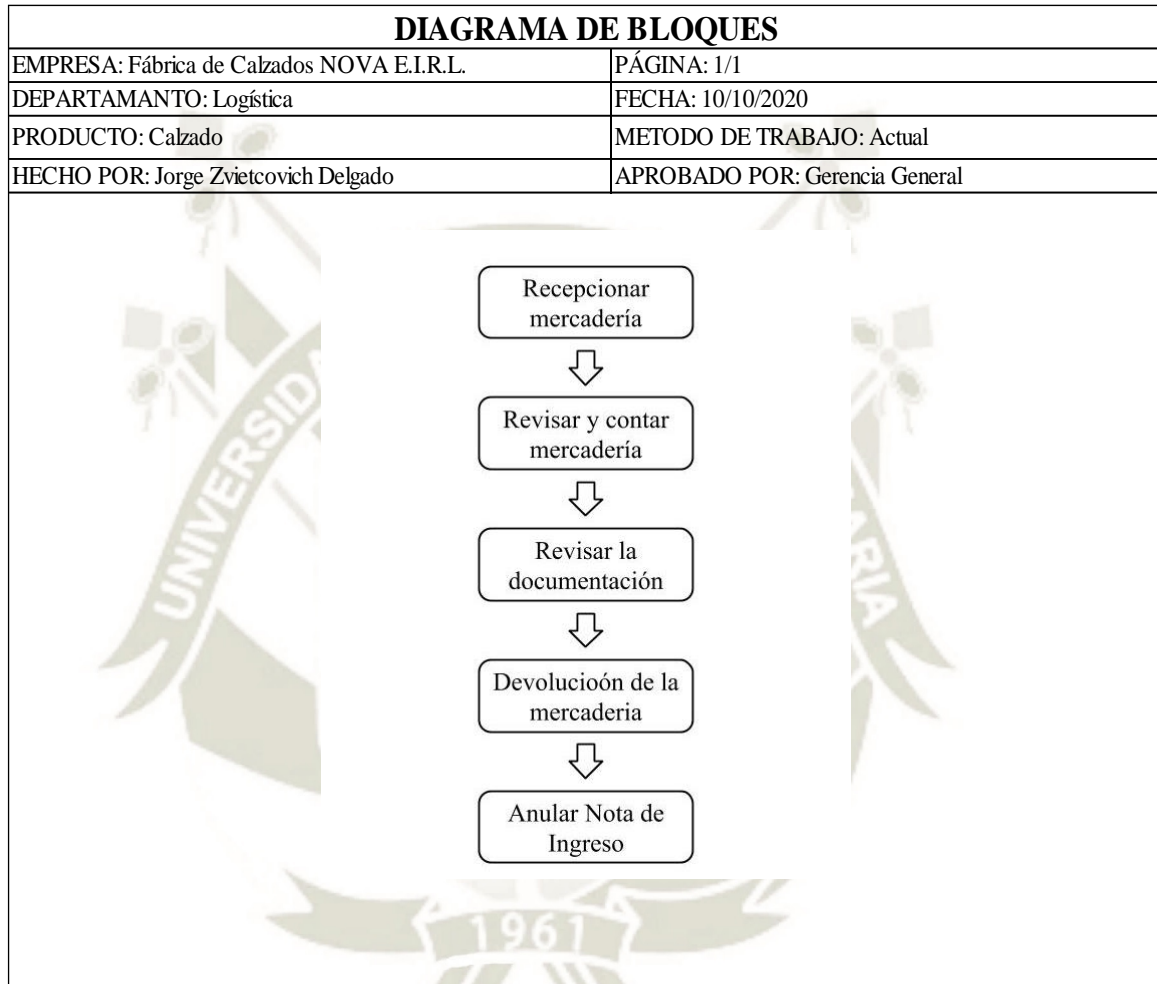 DIAGRAMA DE BLOQUES
EMPRESA: Fábrica de Calzados NOVA E.I.R.L. PÁGINA: 1/1
DEPARTAMANTO: Logística FECHA: 10/10/2020
PRODUCTO: Calzado METODO DE TRABAJO: Actual
HECHO POR: Jorge Zvietcovich Delgado APROBADO POR: Gerencia General
Recepcionar
mercadería
Revisar y contar
mercadería
Revisar la
documentación
Devolucioón de la
mercaderia
Anular Nota de
Ingreso
UNIVERSIDA
ARIA
1961